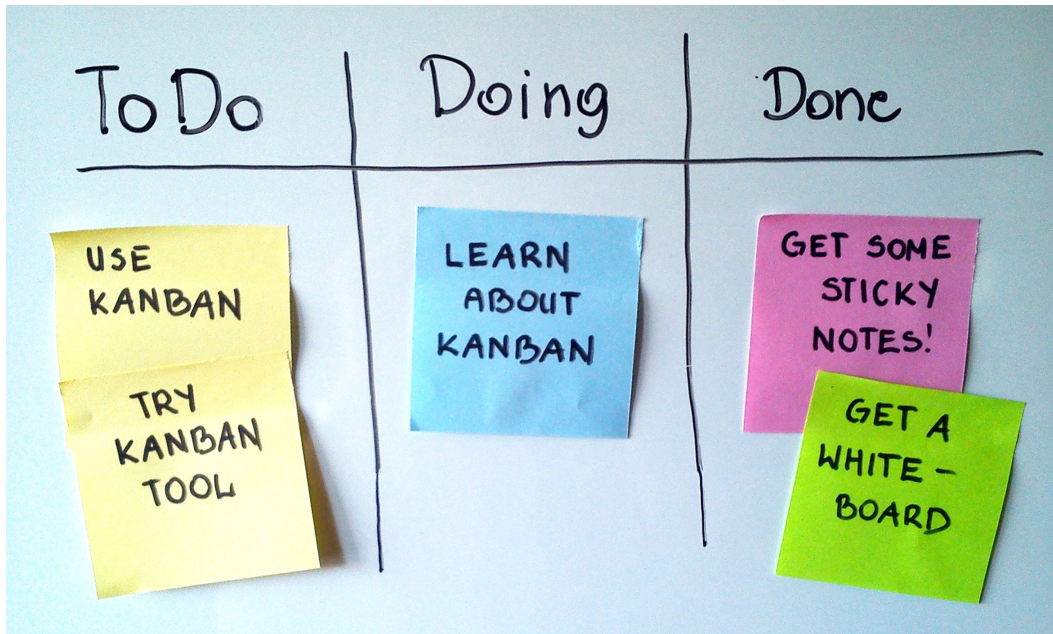 To Do
Doing
Done
USE
KANBAN
TRY
KANBAN
TOOL
LEARN
ABOUT
KANBAN
GET SOME
STICKY
NOTES!
GET A
WHITE-
BOARD